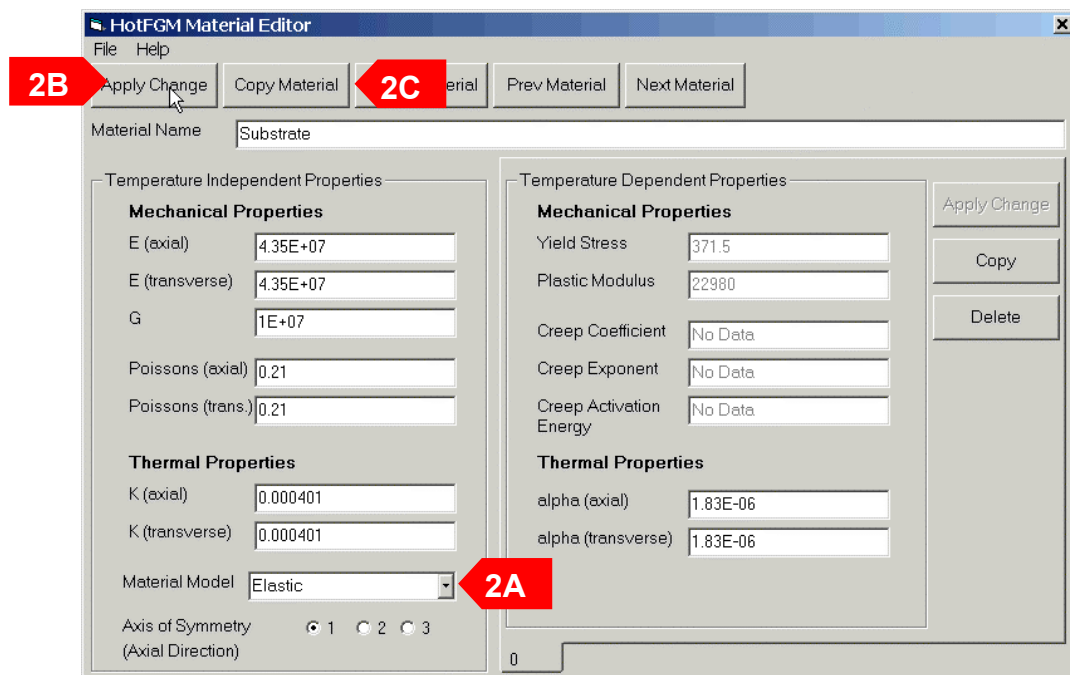 HotFGM Material Editor
File Help
2B Apply Change Copy Material 2C erial Prev Material Next Material
Material Name Substrate
Temperature Independent Properties
Mechanical Properties
E (axial) 4.35E+07
E (transverse) 4.35E+07
G 1E+07
Poissons (axial) 0.21
Poissons (trans.) 0.21
Thermal Properties
K (axial) 0.000401
K (transverse) 0.000401
Material Model Elastic 2A
Axis of Symmetry 1 2 3
(Axial Direction)
Temperature Dependent Properties
Mechanical Properties
Yield Stress 371.5
Plastic Modulus 22980
Creep Coefficient No Data
Creep Exponent No Data
Creep Activation No Data
Energy
Thermal Properties
alpha (axial) 1.83E-06
alpha (transverse) 1.83E-06
0
Apply Change
Copy
Delete